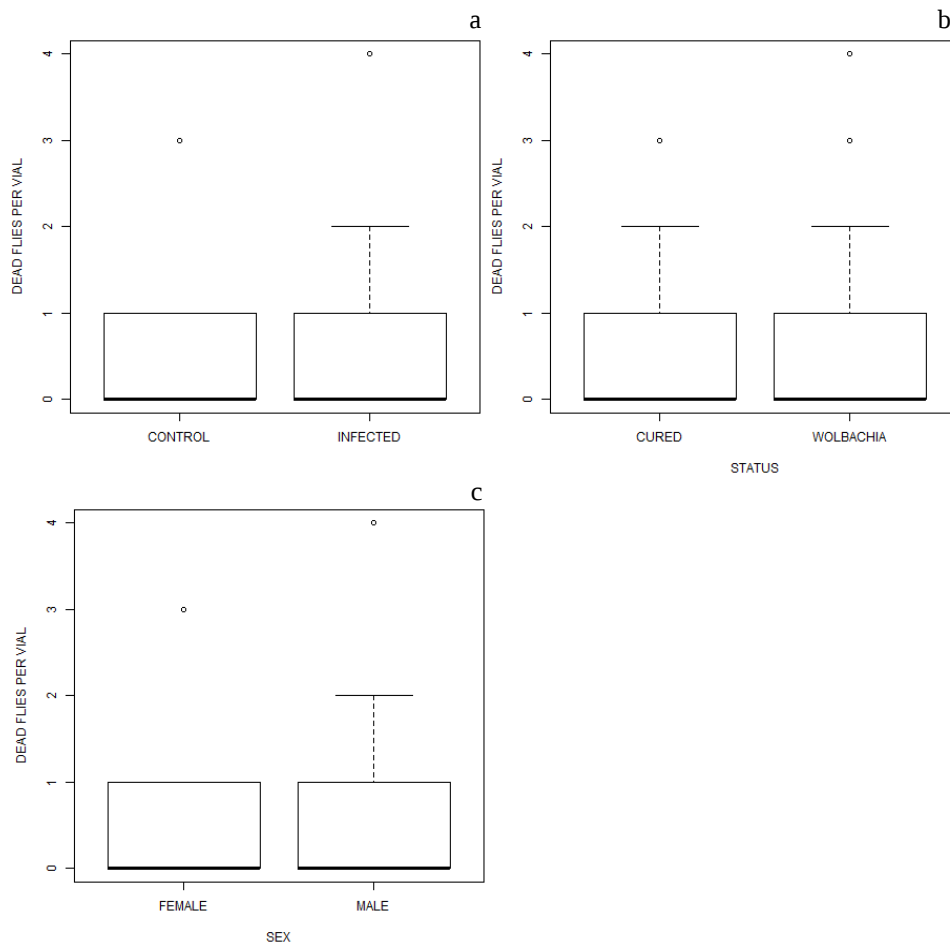 a
DEAD FLIES PER VIAL
4
3
2
1
0
CONTROL INFECTED
b
DEAD FLIES PER VIAL
4
3
2
1
0
CURED WOLBACHIA
STATUS
c
DEAD FLIES PER VIAL
4
3
2
1
0
FEMALE MALE
SEX